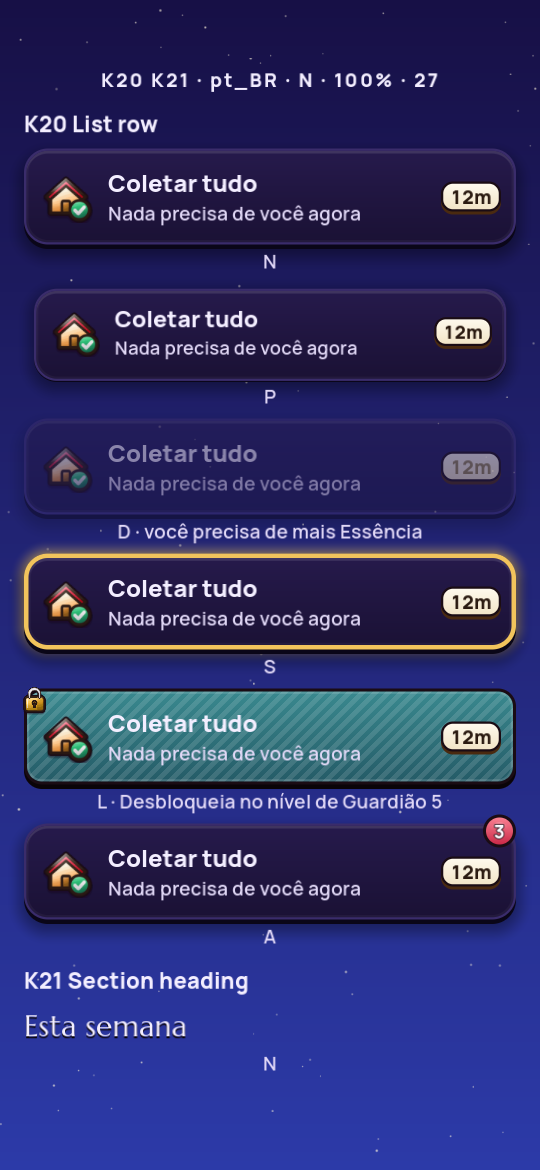 K20 K21 · pt_BR · N · 100% · 27
K20 List row
Coletar tudo
Nada precisa de você agora
12m
N
Coletar tudo
Nada precisa de você agora
12m
P
Coletar tudo
Nada precisa de você agora
12m
D · você precisa de mais Essência
Coletar tudo
Nada precisa de você agora
12m
S
Coletar tudo
Nada precisa de você agora
12m
L · Desbloqueia no nível de Guardião 5
3
Coletar tudo
Nada precisa de você agora
12m
A
K21 Section heading
Esta semana
N